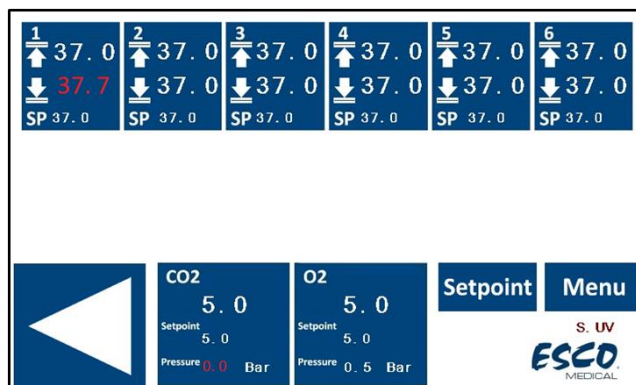 1 2 3 4 5 6
37.0 37.0 37.0 37.0 37.0 37.0
37.7 37.0 37.0 37.0 37.0 37.0
SP 37.0 SP 37.0 SP 37.0 SP 37.0 SP 37.0 SP 37.0
CO2
5.0
Setpoint
5.0
Pressure 0.0 Bar
O2
5.0
Setpoint
5.0
Pressure 0.5 Bar
Setpoint
Menu
S. UV
ESCO
MEDICAL